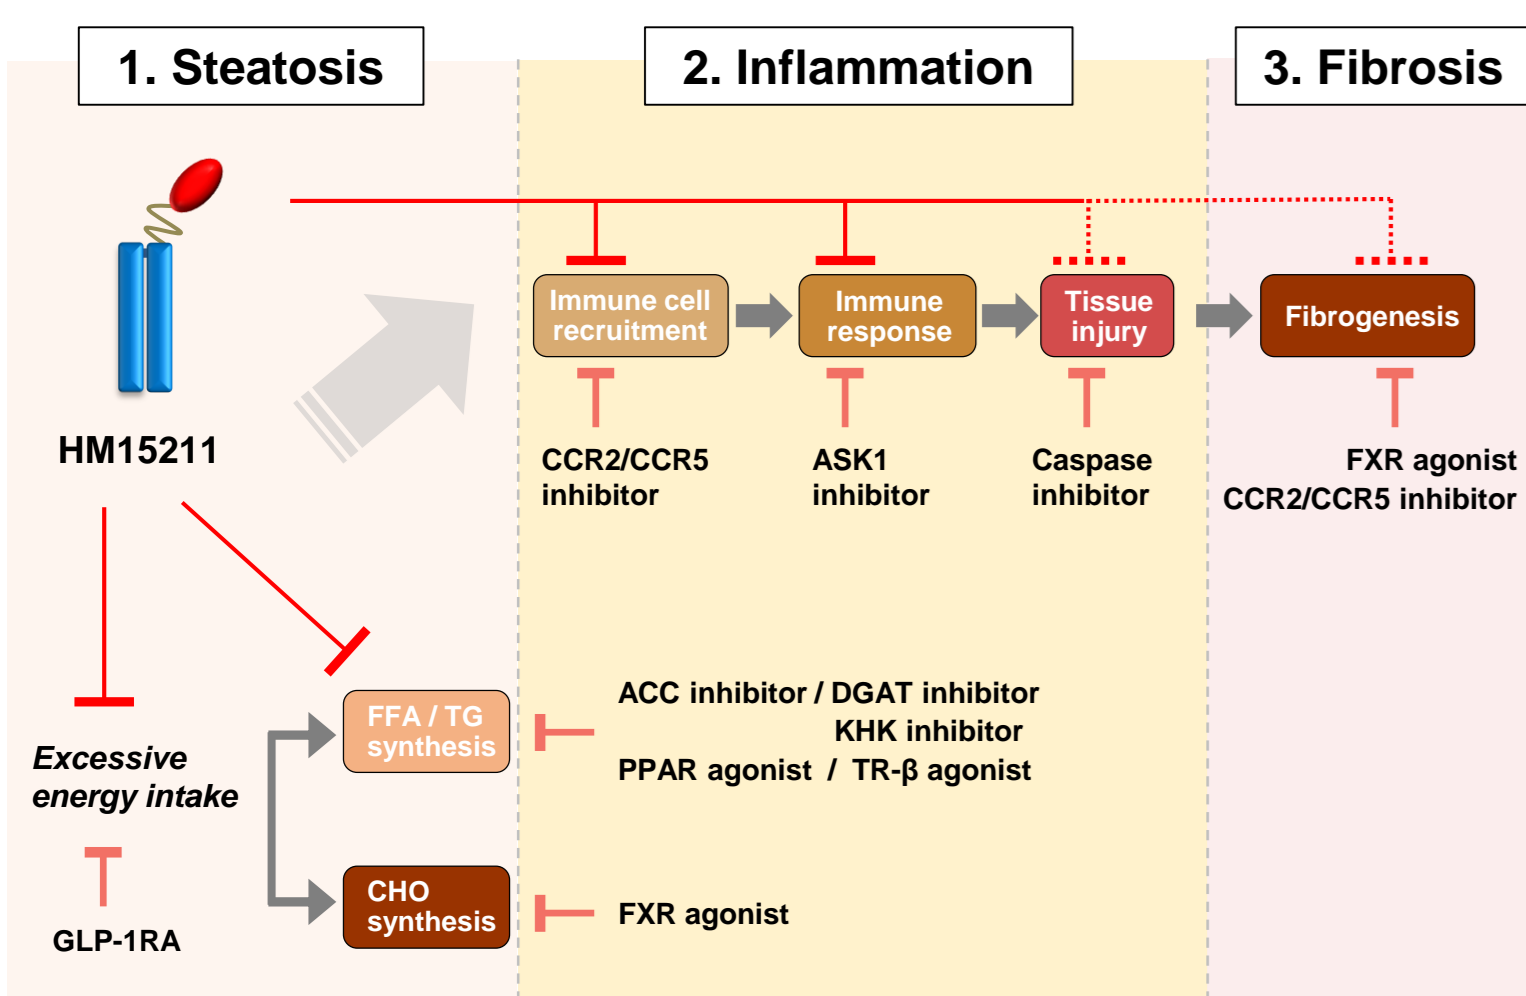 1. Steatosis
2. Inflammation
3. Fibrosis
HM15211
Immune cell
recruitment
Immune
response
Tissue
injury
Fibrogenesis
CCR2/CCR5
inhibitor
ASK1
inhibitor
Caspase
inhibitor
FXR agonist
CCR2/CCR5 inhibitor
Excessive
energy intake
GLP-1RA
FFA / TG
synthesis
ACC inhibitor / DGAT inhibitor
KHK inhibitor
PPAR agonist / TR-β agonist
CHO
synthesis
FXR agonist